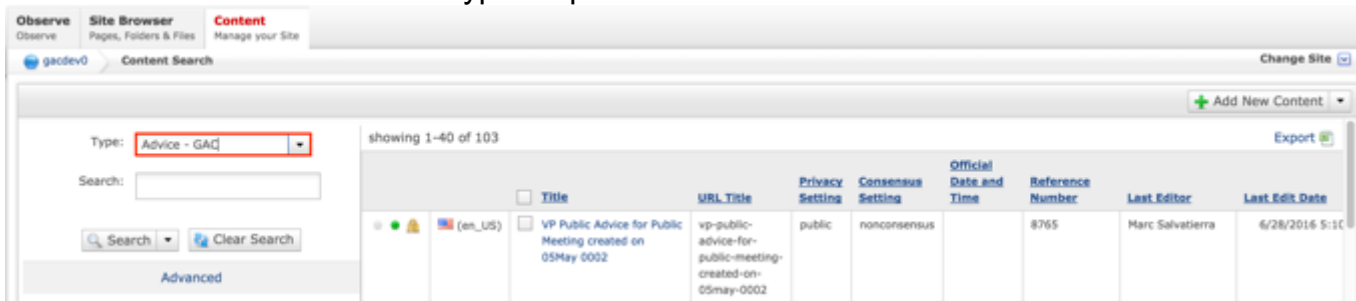 Observe
Observe
Site Browser
Pages, Folders & Files
Content
Manage your Site
gacdev0
Content Search
Change Site
Add New Content
Type:
Advice - GAC
Search:
Search
Clear Search
Advanced
showing 1-40 of 103
Export
Title
URL Title
Privacy
Setting
Consensus
Setting
Official
Date and
Time
Reference
Number
Last Editor
Last Edit Date
(en_US)
VP Public Advice for Public
Meeting created on
05May 0002
vp-public-
advice-for-
public-meeting-
created-on-
05may-0002
public
nonconsensus
8765
Marc Salvatierra
6/28/2016